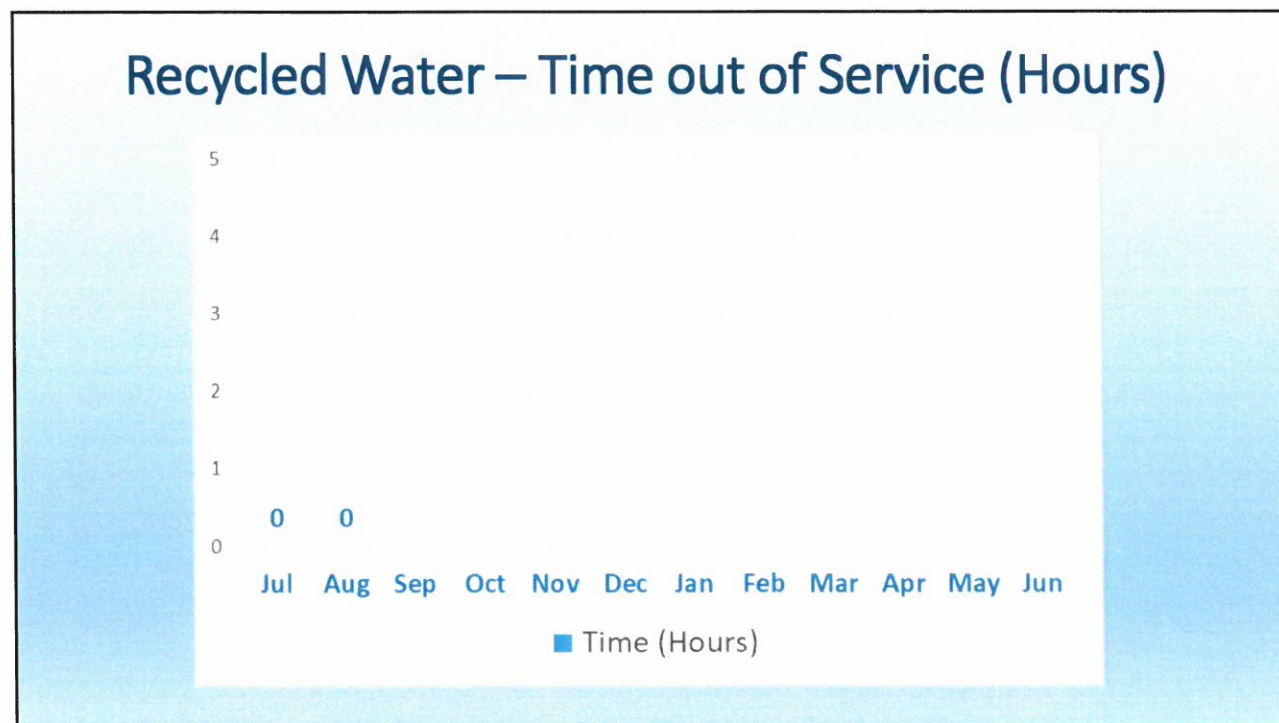 Recycled Water – Time out of Service (Hours)
5
4
3
2
1
0
0 0
Jul Aug Sep Oct Nov Dec Jan Feb Mar Apr May Jun
Time (Hours)